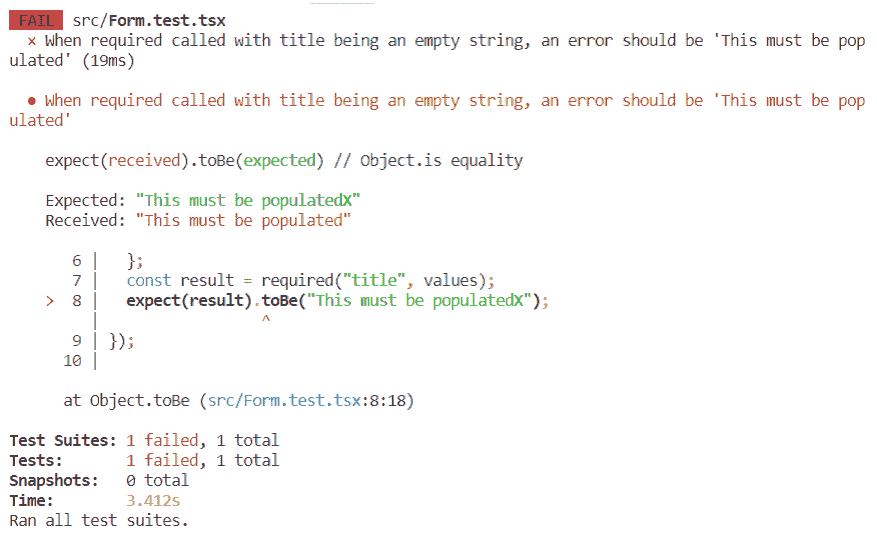 FAIL src/Form.test.tsx
× When required called with title being an empty string, an error should be 'This must be pop
ulated' (19ms)
● When required called with title being an empty string, an error should be 'This must be pop
ulated'
expect(received).toBe(expected) // Object.is equality
Expected: "This must be populatedX"
Received: "This must be populated"
6 | };
7 | const result = required("title", values);
> 8 | expect(result).toBe("This must be populatedX");
| ^
9 | });
10 |
at Object.toBe (src/Form.test.tsx:8:18)
Test Suites: 1 failed, 1 total
Tests: 1 failed, 1 total
Snapshots: 0 total
Time: 3.412s
Ran all test suites.